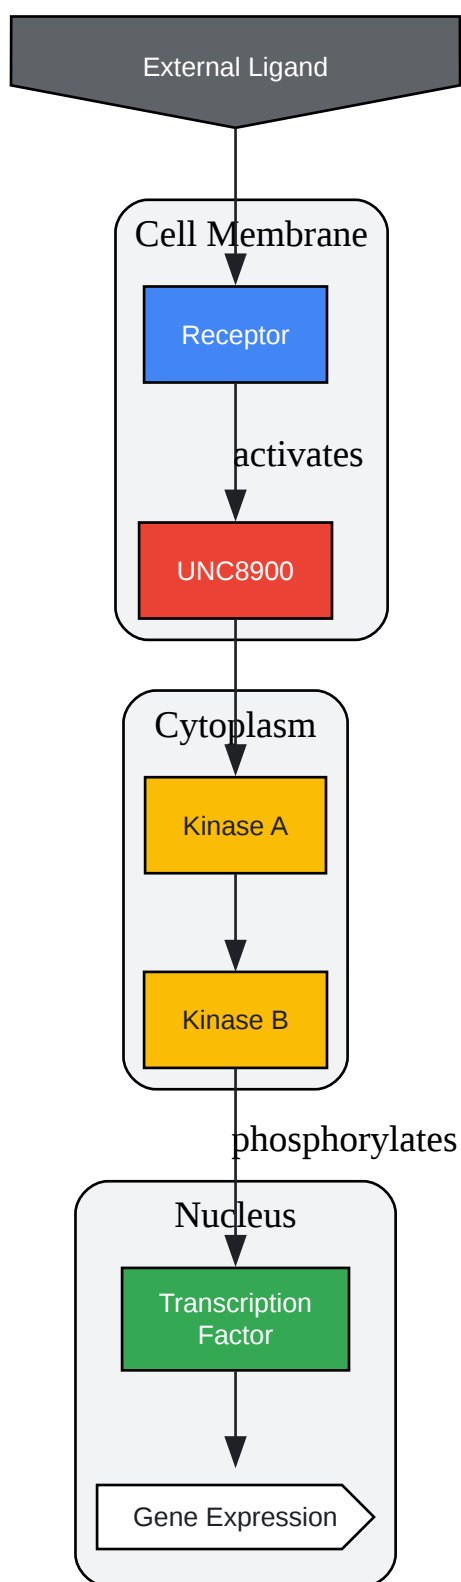 External Ligand
Cell Membrane
Receptor
activates
UNC8900
Cytoplasm
Kinase A
Kinase B
phosphorylates
Nucleus
Transcription
Factor
Gene Expression